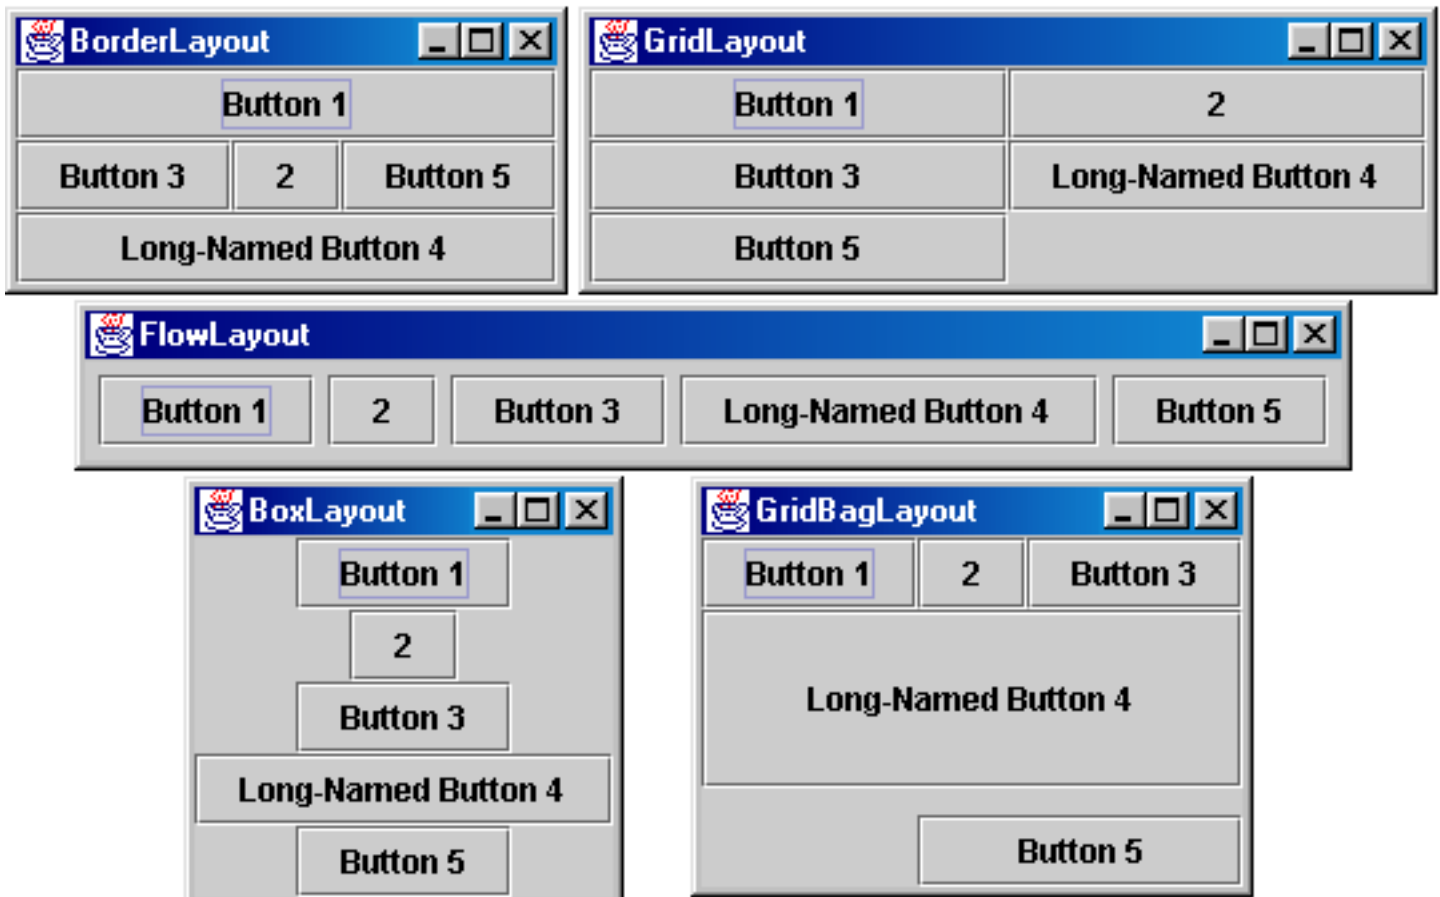 BorderLayout
Button 1
Button 3 2 Button 5
Long-Named Button 4
GridLayout
Button 1 2
Button 3 Long-Named Button 4
Button 5
FlowLayout
Button 1 2 Button 3 Long-Named Button 4 Button 5
BoxLayout
Button 1
2
Button 3
Long-Named Button 4
Button 5
GridBagLayout
Button 1 2 Button 3
Long-Named Button 4
Button 5